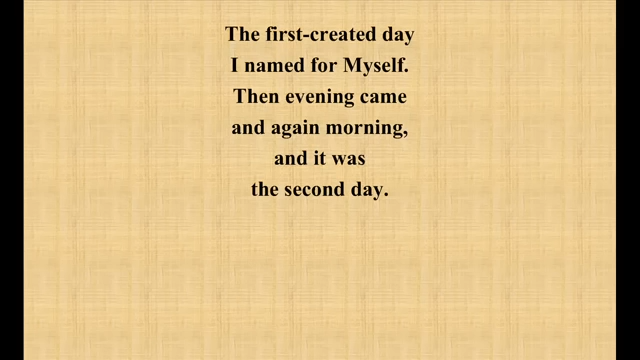 The first-created day
I named for Myself.
Then evening came
and again morning,
and it was
the second day.